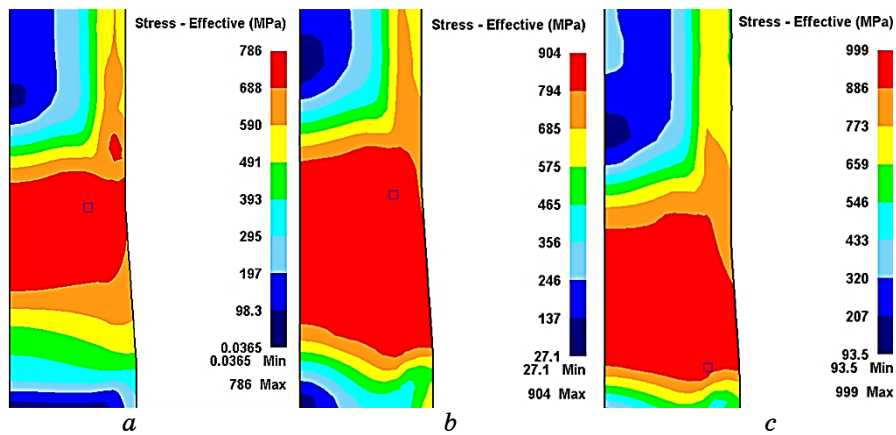 Stress - Effective (MPa)
786
688
590
491
393
295
197
98.3
0.0365
0.0365 Min
786 Max
a
Stress - Effective (MPa)
904
794
685
575
465
356
246
137
27.1
27.1 Min
904 Max
b
Stress - Effective (MPa)
999
886
773
659
546
433
320
207
93.5
93.5 Min
999 Max
c